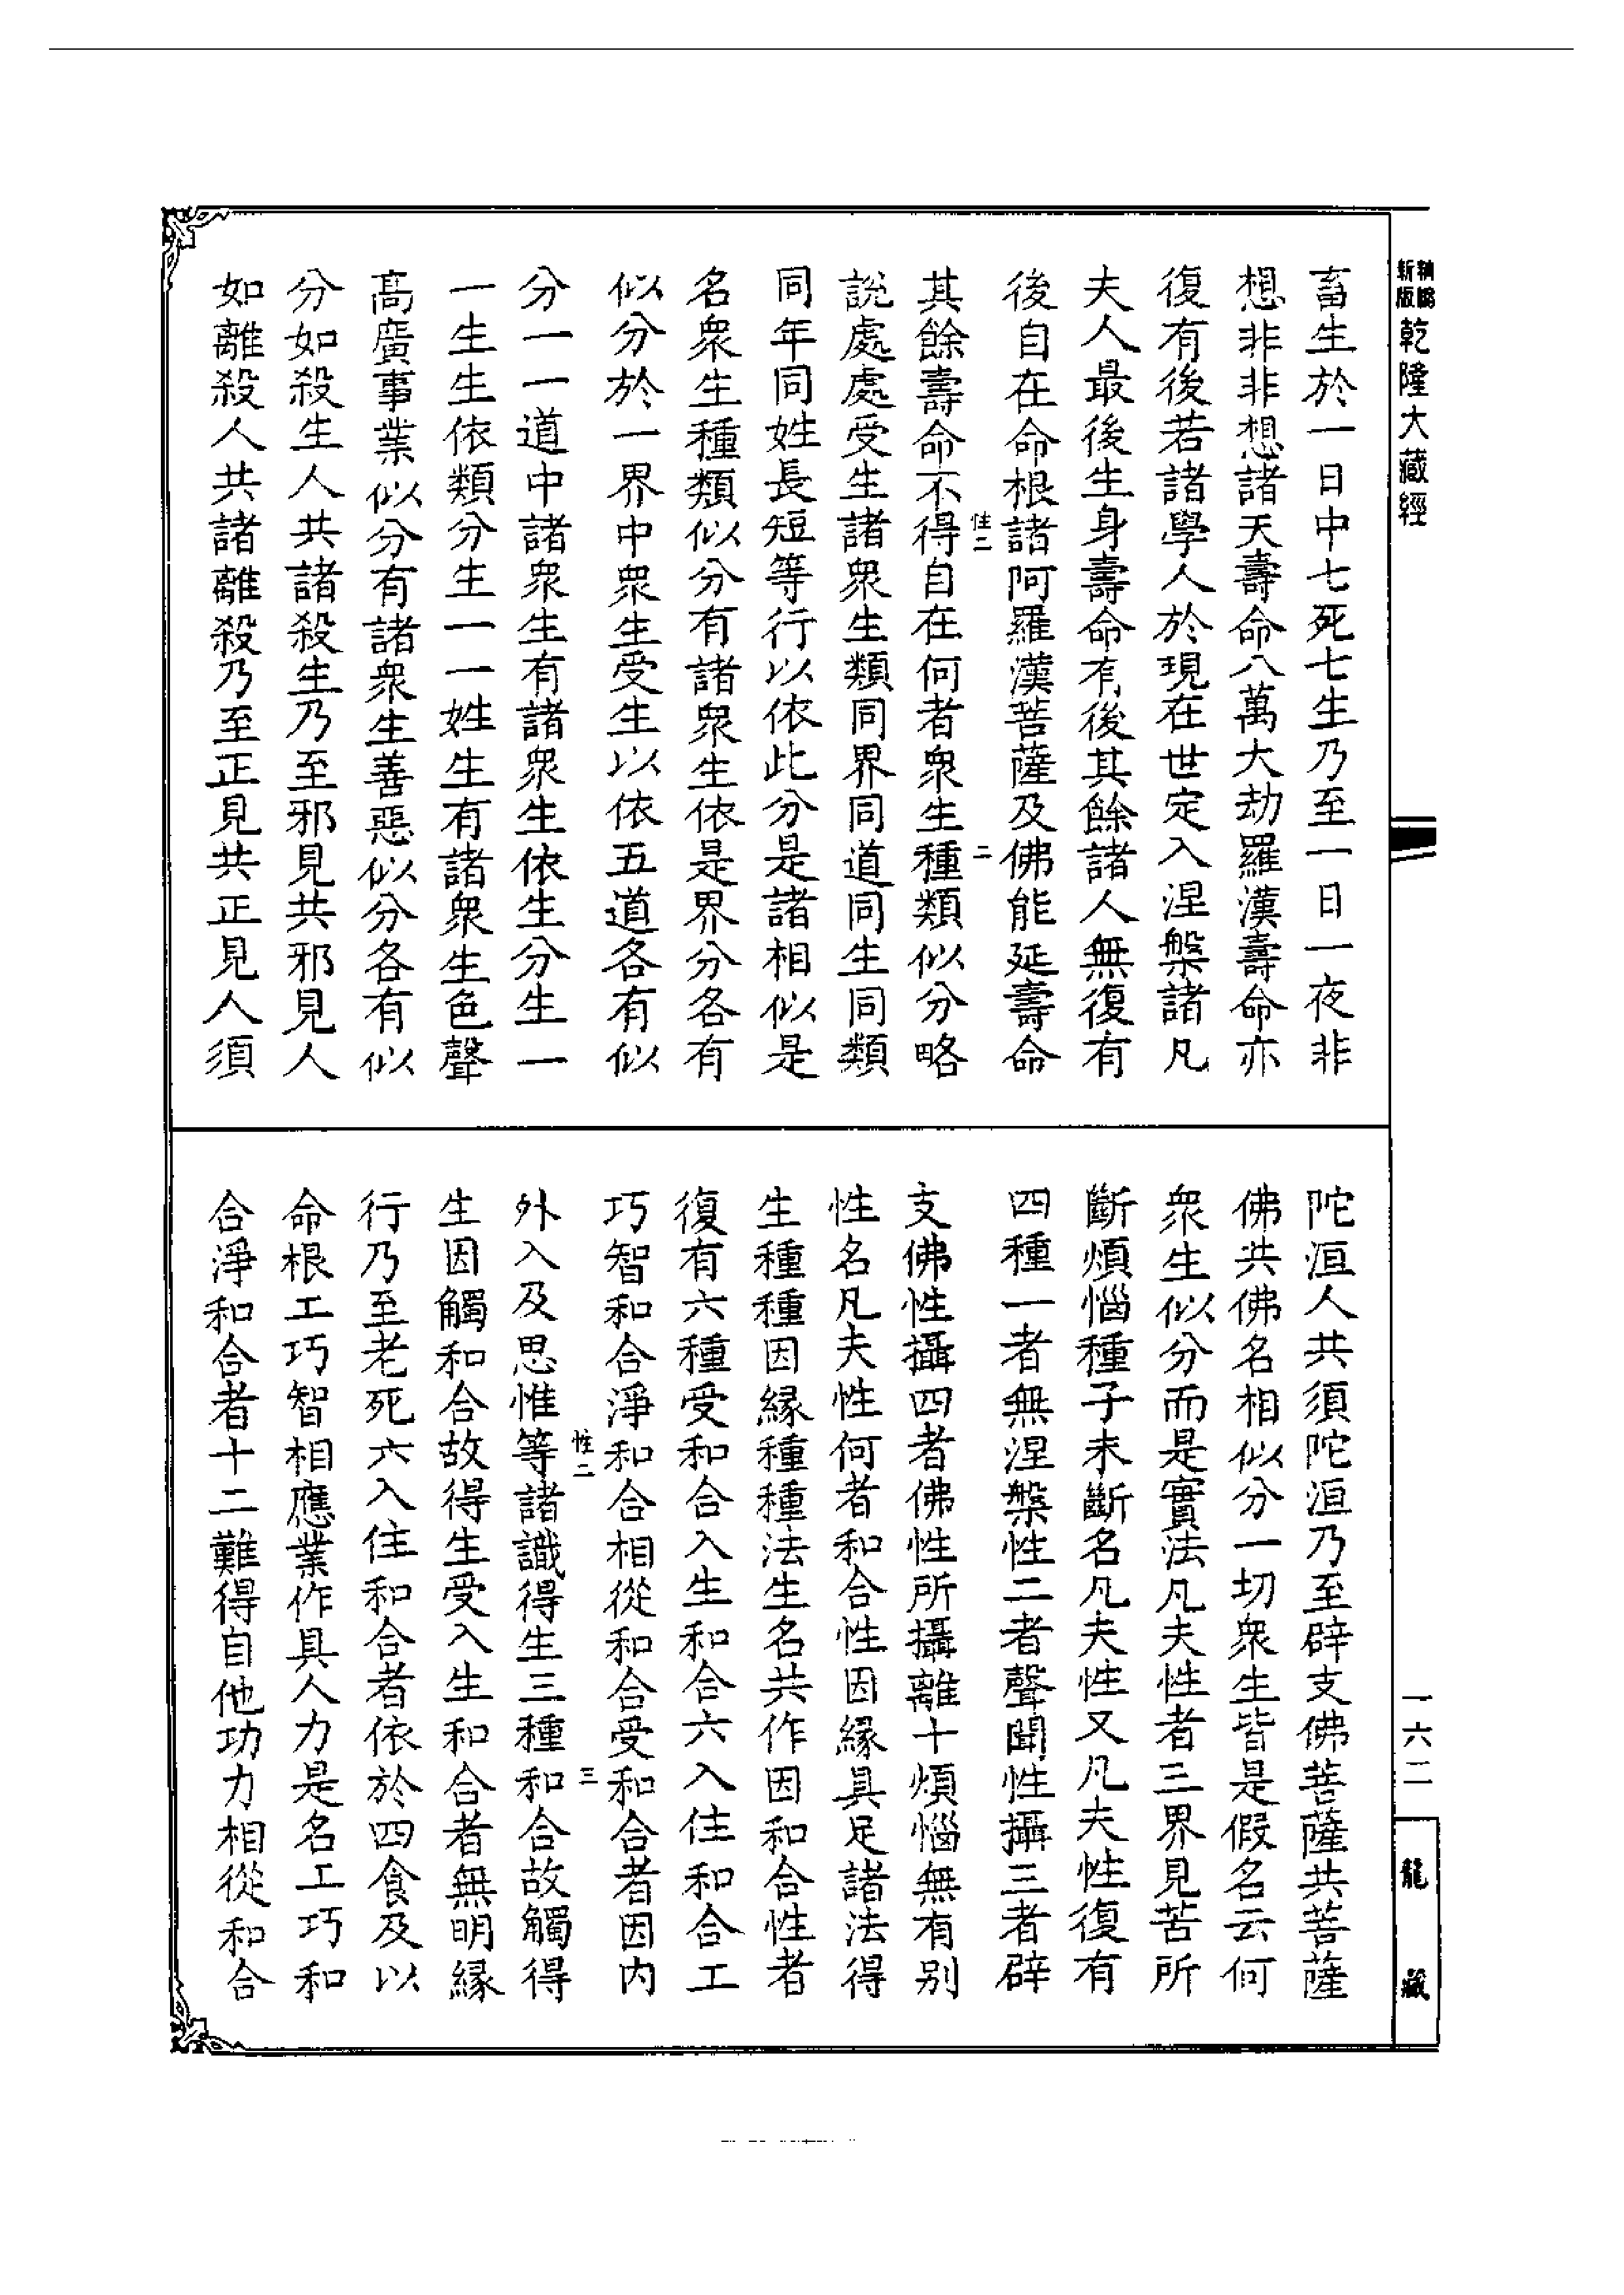 新版
乾隆大藏經
畜生於一日中七死七生乃至一日一夜非
想非非想諸天壽命八萬大劫羅漢壽命亦
復有後若諸學人於現在世定入涅槃諸凡
夫人最後生身壽命有後其餘諸人無復有
後自在命根諸阿羅漢菩薩及佛能延壽命
性二
二
其餘壽命不得自在何者衆生種類似分略
說處處受生諸衆生類同界同道同生同類
同年同姓長短等行以依此分是諸相似是
名衆生種類似分有諸衆生依是界分各有
似分於一界中衆生受生以依五道各有似
分一一道中諸衆生有諸衆生依生分生一
一生生依類分生一一姓生有諸衆生色聲
高廣事業似分有諸衆生善惡似分各有似
分如殺生人共諸殺生乃至邪見共邪見人
如離殺人共諸離殺乃至正見共正見人須
陀洹人共須陀洹乃至辟支佛菩薩共菩薩
佛共佛名相似分一切衆生皆是假名云何
衆生似分而是實法凡夫性者三界見苦所
斷煩惱種子未斷名凡夫性又凡夫性復有
四種一者無涅槃性二者聲聞性攝三者辟
支佛性攝四者佛性所攝離十煩惱無有別
性名凡夫性何者和合性因緣具足諸法得
生種種因緣種種法生名共作因和合性者
復有六種受和合入生和合六入住和合工
巧智和合淨和合相從和合受和合者因內
性二
三
外入及思惟等諸識得生三種和合故觸得
生因觸和合故得生受入生和合者無明緣
行乃至老死六入住和合者依於四食及以
命根工巧智相應業作具人力是名工巧和
合淨和合者十二難得自他功力相從和合
一六二
龍藏